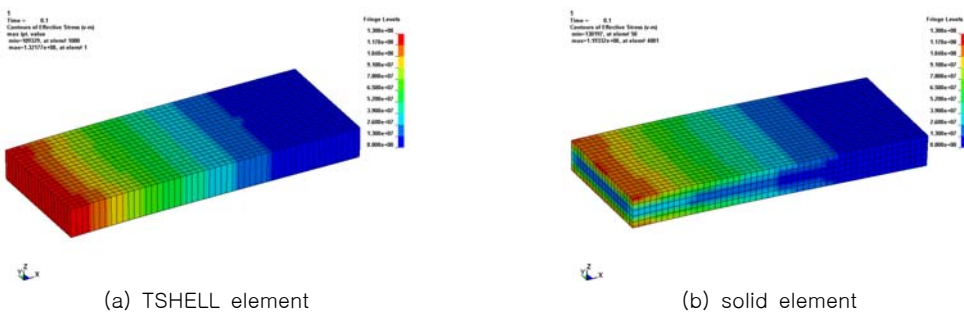 1
Time = 0.1
Contours of Effective Stress (v-m)
max ipt. value
min=109329, at elem# 1000
max=1.32177e+08, at elem# 1
Fringe Levels
1.300e+08
1.170e+08
1.040e+08
9.100e+07
7.800e+07
6.500e+07
5.200e+07
3.900e+07
2.600e+07
1.300e+07
0.000e+00
Y Z X
(a) TSHELL element
1
Time = 0.1
Contours of Effective Stress (v-m)
max ipt. value
min=130197, at elem# 50
max=1.19332e+08, at elem# 4001
Fringe Levels
1.300e+08
1.170e+08
1.040e+08
9.100e+07
7.800e+07
6.500e+07
5.200e+07
3.900e+07
2.600e+07
1.300e+07
0.000e+00
Y Z X
(b) solid element